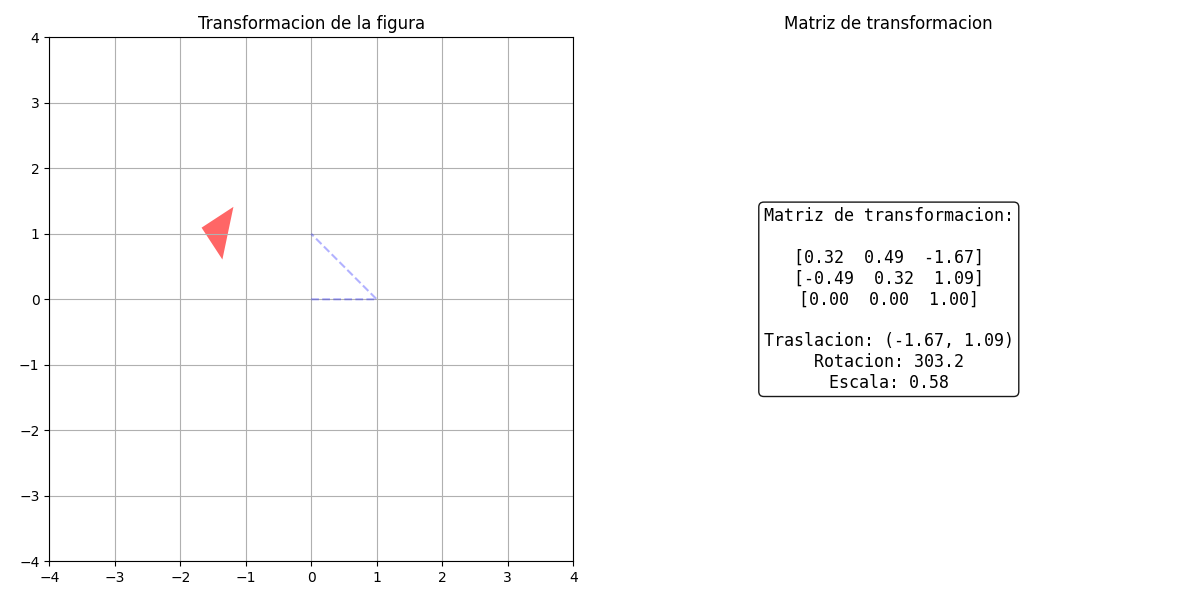 Transformacion de la figura
4
3
2
1
0
−1
−2
−3
−4
−4 −3 −2 −1 0 1 2 3 4
Matriz de transformacion
Matriz de transformacion:
[0.32  0.49  -1.67]
[-0.49  0.32  1.09]
[0.00  0.00  1.00]
Traslacion: (-1.67, 1.09)
Rotacion: 303.2
Escala: 0.58